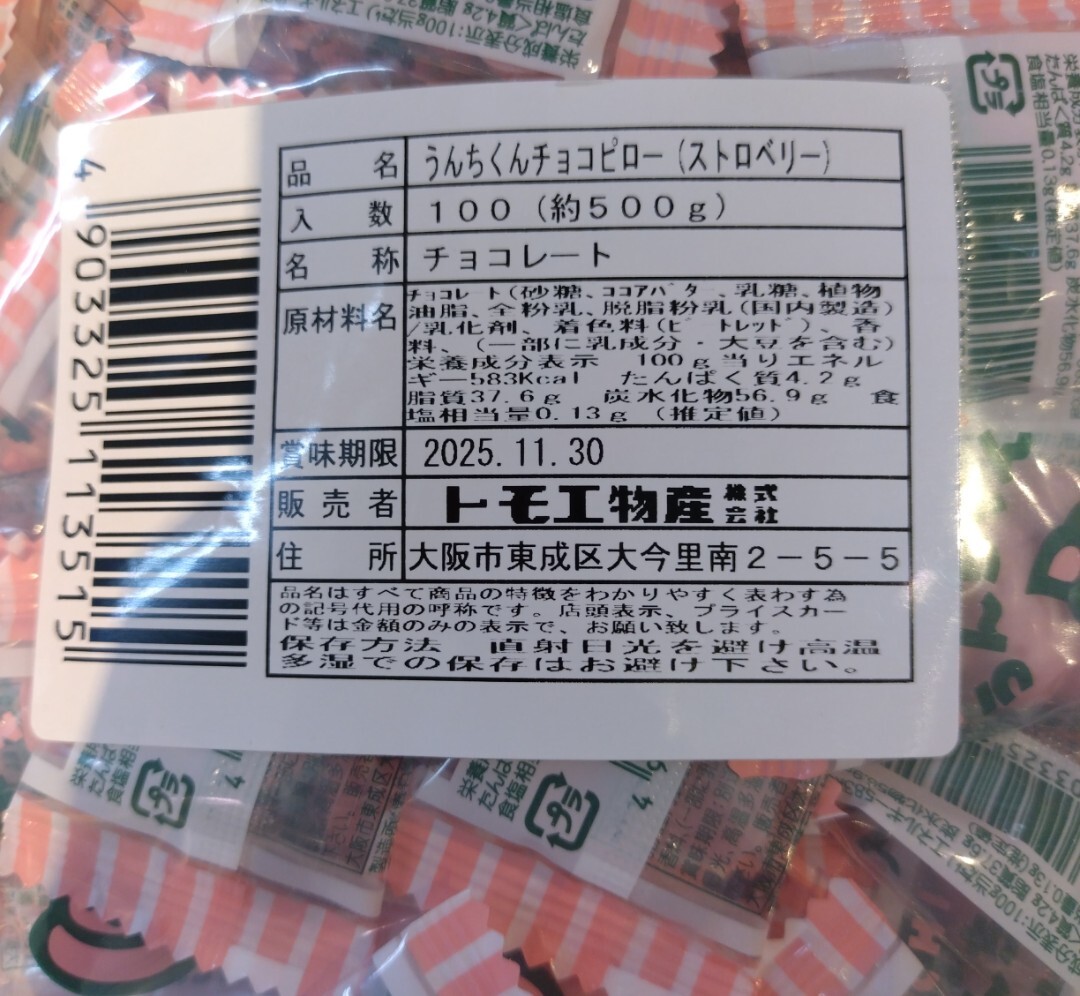 品名 うんちくんチョコピロー(ストロベリー)
入数 100(約500g)
名称 チョコレート
原材料名 チョコレート(砂糖、ココアバター、乳糖、植物
油脂、全粉乳、脱脂粉乳(国内製造)
/乳化剤、着色料(ビートレッド)、香
料、(一部に乳成分・大豆を含む)
栄養成分表示 100g当りエネル
ギー583Kcal たんぱく質4.2g
脂質37.6g 炭水化物56.9g 食
塩相当量0.13g(推定値)
賞味期限 2025.11.30
販売者 トモエ物産株式会社
住所 大阪市東成区大今里南2-5-5
品名はすべて商品の特徴をわかりやすく表わす為
の記号代用の呼称です。店頭表示、プライスカー
ド等は金額のみの表示で、お願い致します。
保存方法 直射日光を避け高温
多湿での保存はお避け下さい。
4903325113515
プラ
プラ
プラ